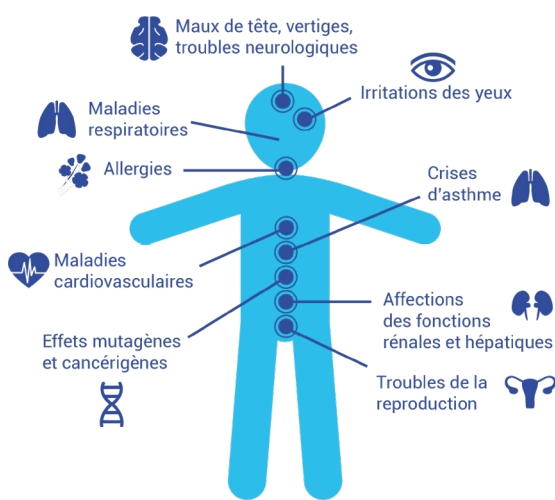 Maux de tête, vertiges,
troubles neurologiques
Irritations des yeux
Maladies
respiratoires
Allergies
Crises
d'asthme
Maladies
cardiovasculaires
Affections
des fonctions
rénales et hépatiques
Effets mutagènes
et cancérigènes
Troubles de la
reproduction